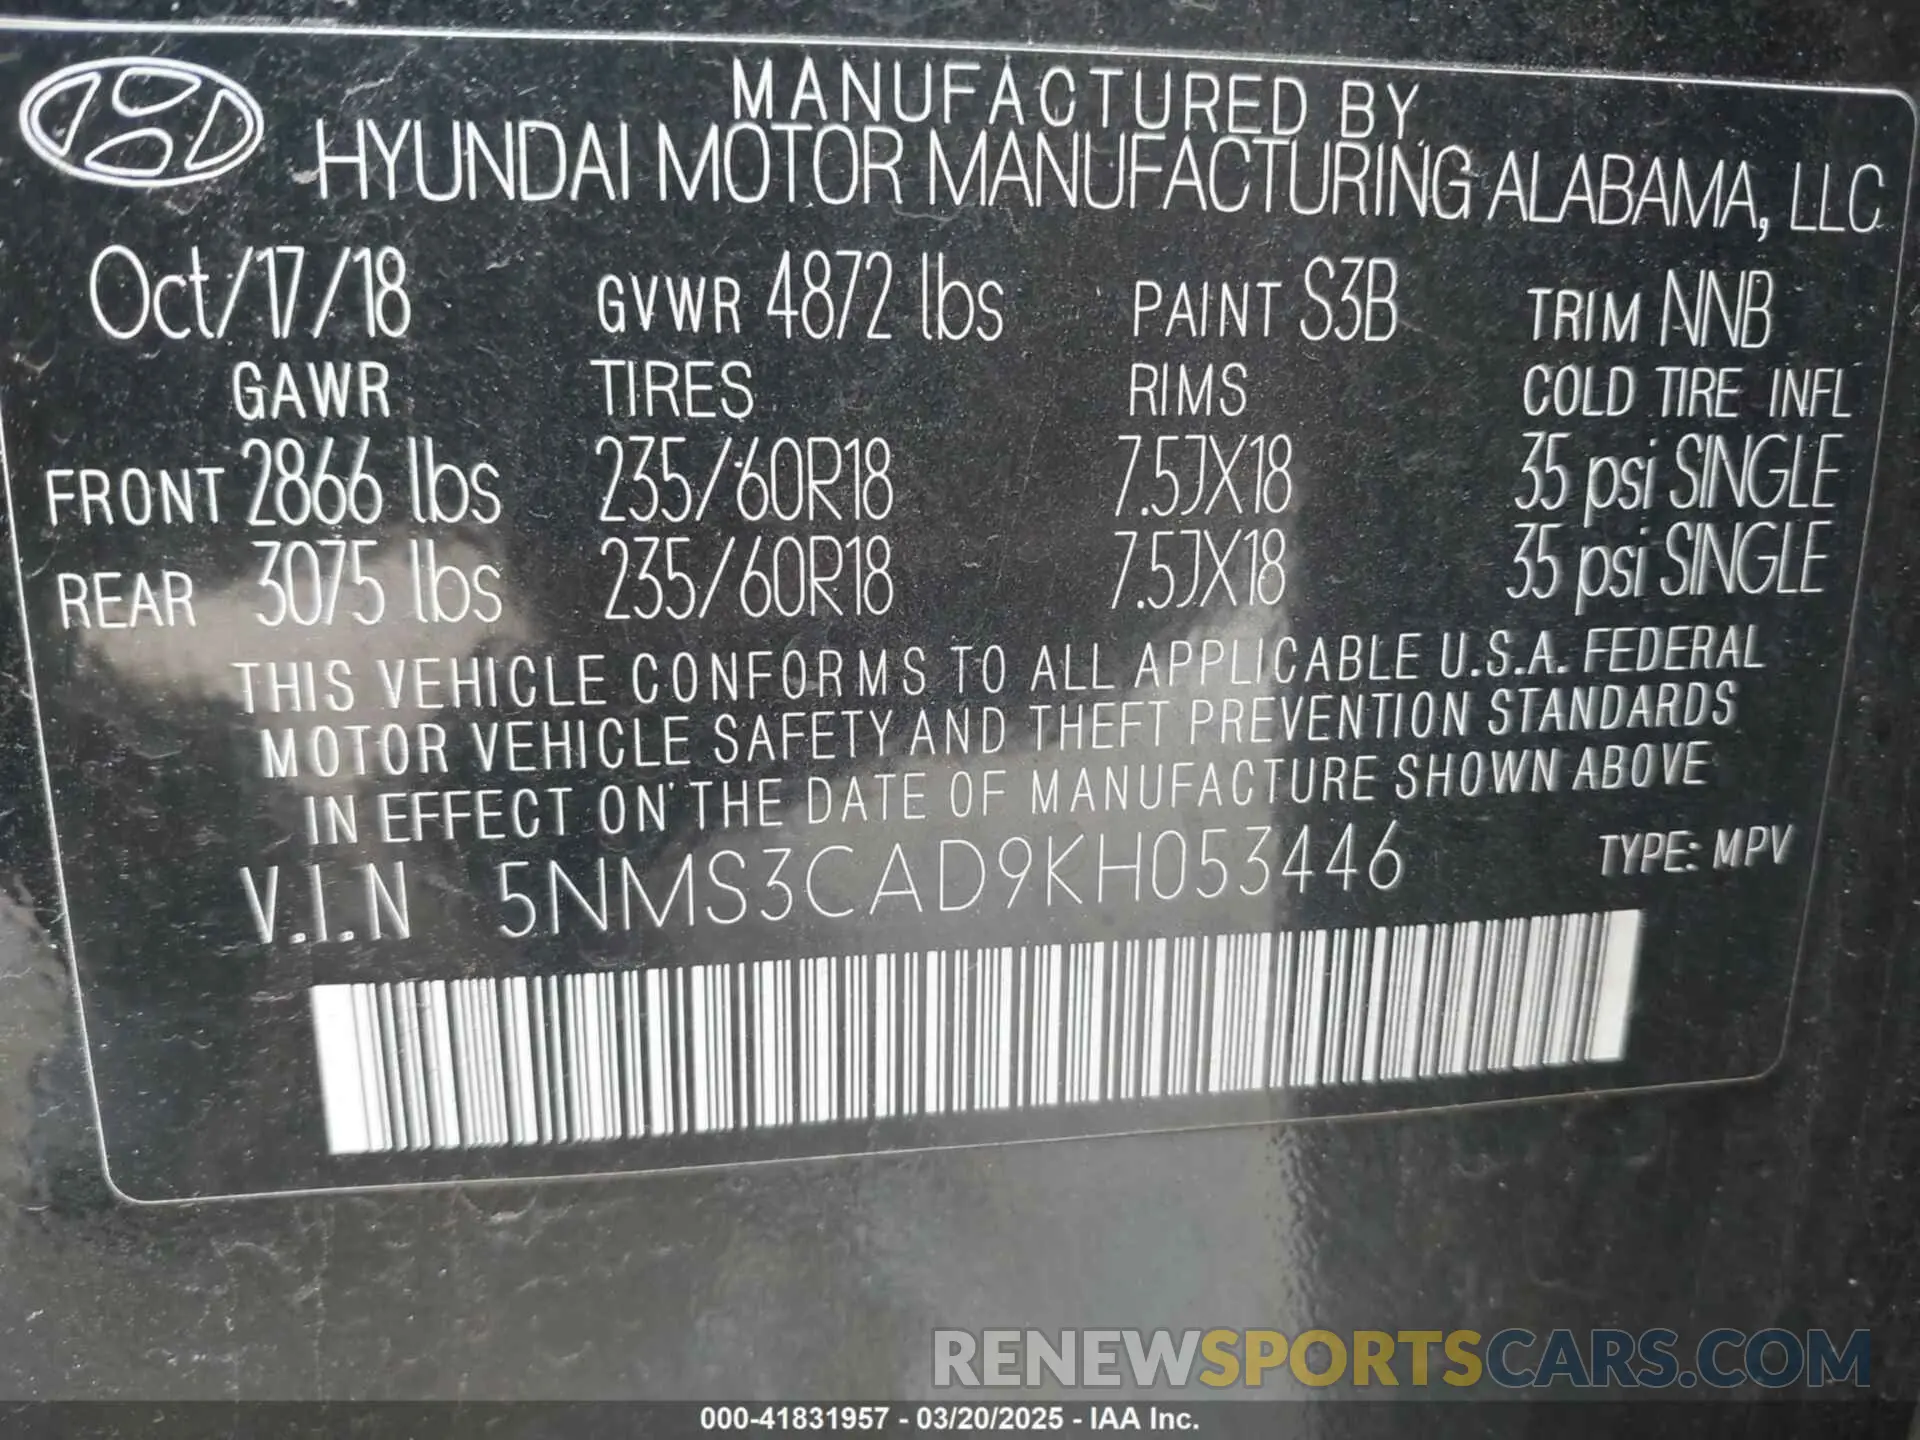 MANUFACTURED BY
HYUNDAI MOTOR MANUFACTURING ALABAMA, LLC
Oct/17/18 GVWR 4872 lbs PAINT S3B TRIM NNB
GAWR TIRES RIMS COLD TIRE INFL
FRONT 2866 lbs 235/60R18 7.5JX18 35 psi SINGLE
REAR 3075 lbs 235/60R18 7.5JX18 35 psi SINGLE
THIS VEHICLE CONFORMS TO ALL APPLICABLE U.S.A. FEDERAL
MOTOR VEHICLE SAFETY AND THEFT PREVENTION STANDARDS
IN EFFECT ON THE DATE OF MANUFACTURE SHOWN ABOVE
V.I.N 5NMS3CAD9KH053446 TYPE: MPV
RENEWSPORTSCARS.COM
000-41831957 - 03/20/2025 - IAA Inc.